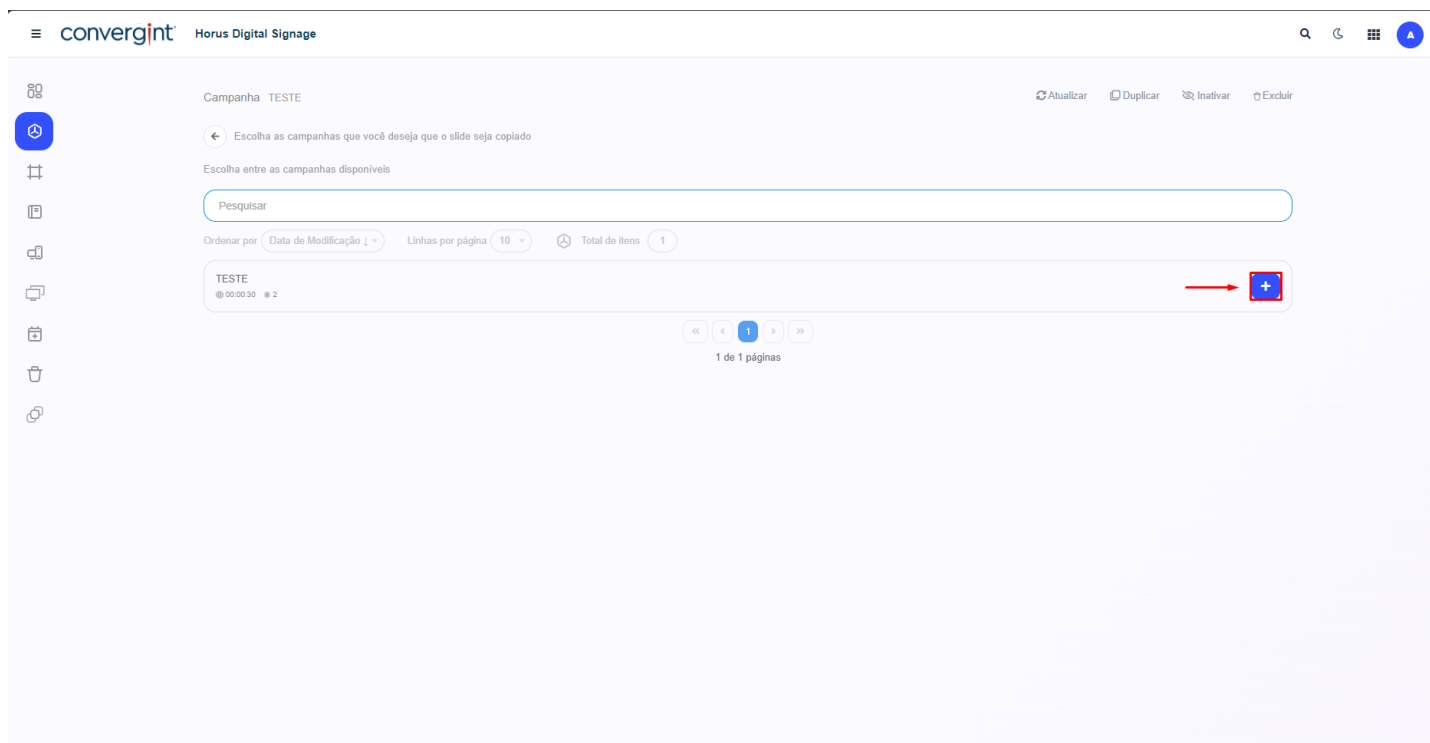 convergint Horus Digital Signage A
Campanha TESTE Atualizar Duplicar Inativar Excluir
Escolha as campanhas que você deseja que o slide seja copiado
Escolha entre as campanhas disponíveis
Pesquisar
Ordenar por Data de Modificação ↓ Linhas por página 10 Total de itens 1
TESTE
00:00:30 2
+
« < 1 > »
1 de 1 páginas